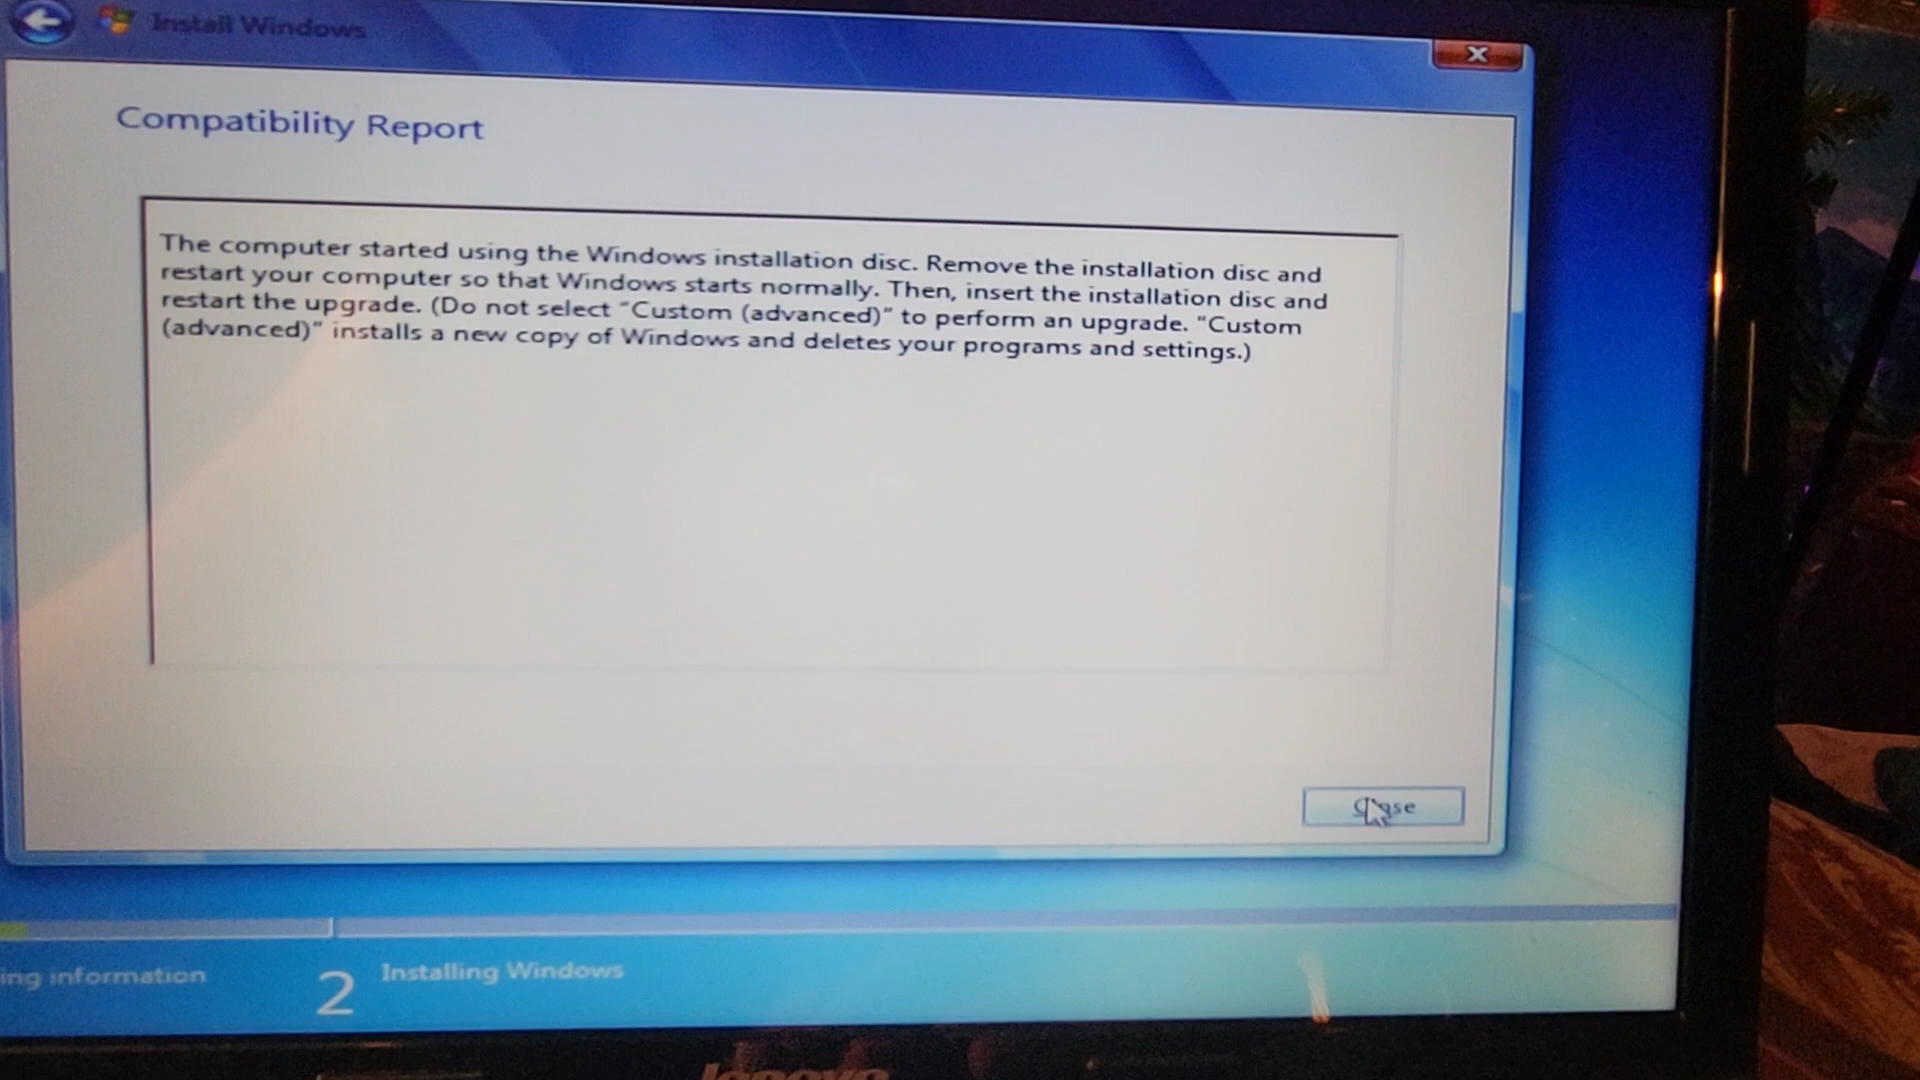 Install Windows
Compatibility Report
The computer started using the Windows installation disc. Remove the installation disc and
restart your computer so that Windows starts normally. Then, insert the installation disc and
restart the upgrade. (Do not select “Custom (advanced)” to perform an upgrade. “Custom
(advanced)” installs a new copy of Windows and deletes your programs and settings.)
Close
ing information
2 Installing Windows
lenovo